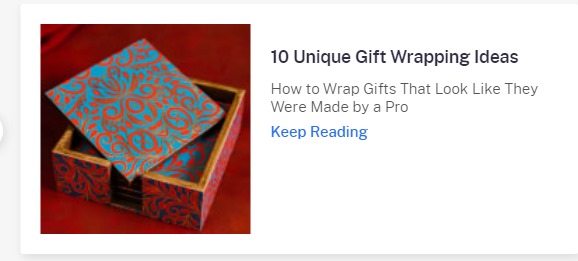 10 Unique Gift Wrapping Ideas
How to Wrap Gifts That Look Like They
Were Made by a Pro
Keep Reading